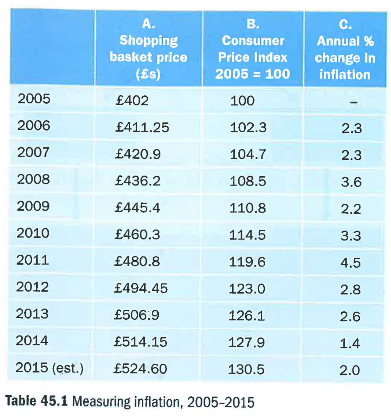 A. B. C.
Shopping Consumer Annual %
basket price Price Index change in
(£s) 2005 = 100 inflation
2005 £402 100 –
2006 £411.25 102.3 2.3
2007 £420.9 104.7 2.3
2008 £436.2 108.5 3.6
2009 £445.4 110.8 2.2
2010 £460.3 114.5 3.3
2011 £480.8 119.6 4.5
2012 £494.45 123.0 2.8
2013 £506.9 126.1 2.6
2014 £514.15 127.9 1.4
2015 (est.) £524.60 130.5 2.0
Table 45.1 Measuring inflation, 2005–2015